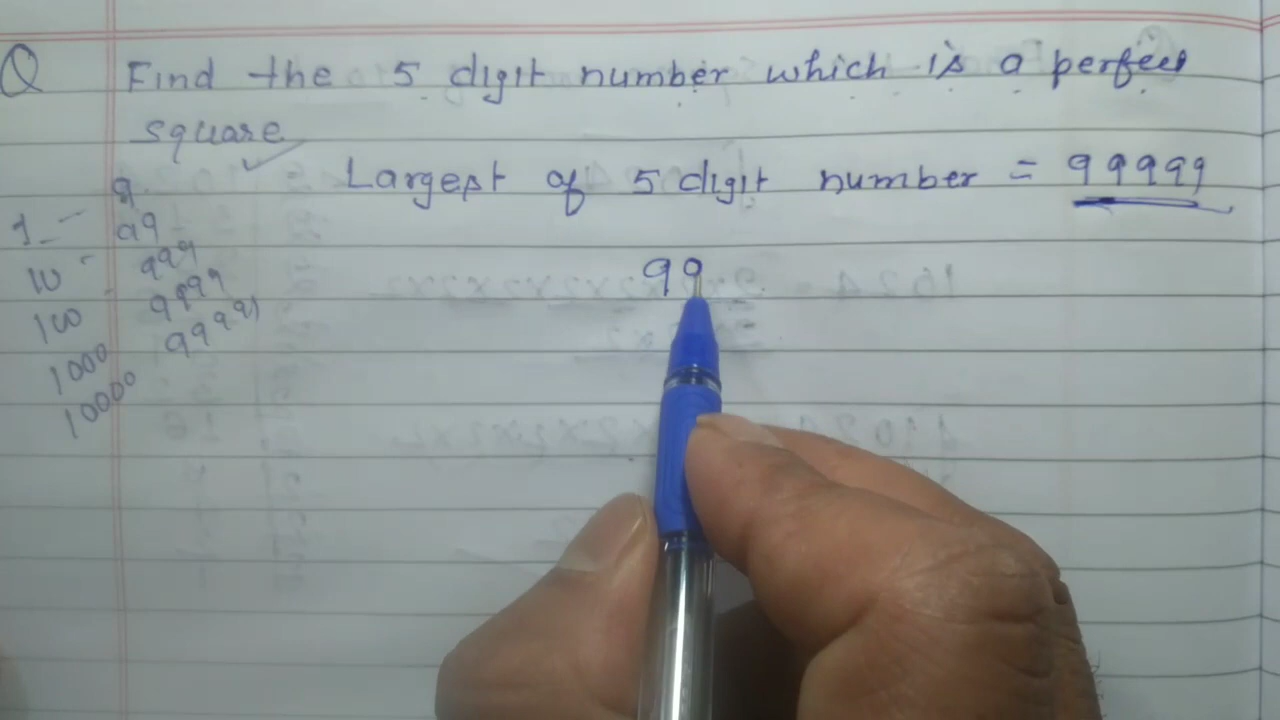 Q Find the 5 digit number which is a perfect
square
Largest of 5 digit number = 99999
1 - 9
10 - 99
100 - 999
1000 9999
10000 99999
99